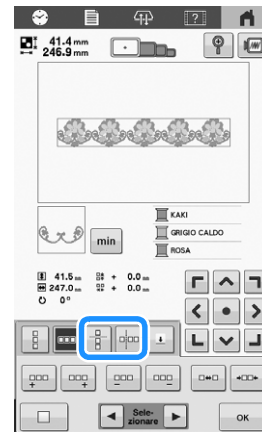 41.4 mm
246.9 mm
KAKI
GRIGIO CALDO
min
ROSA
41.5 mm + 0.0 mm
247.0 mm + 0.0 mm
0°
Sele-
zionare
OK